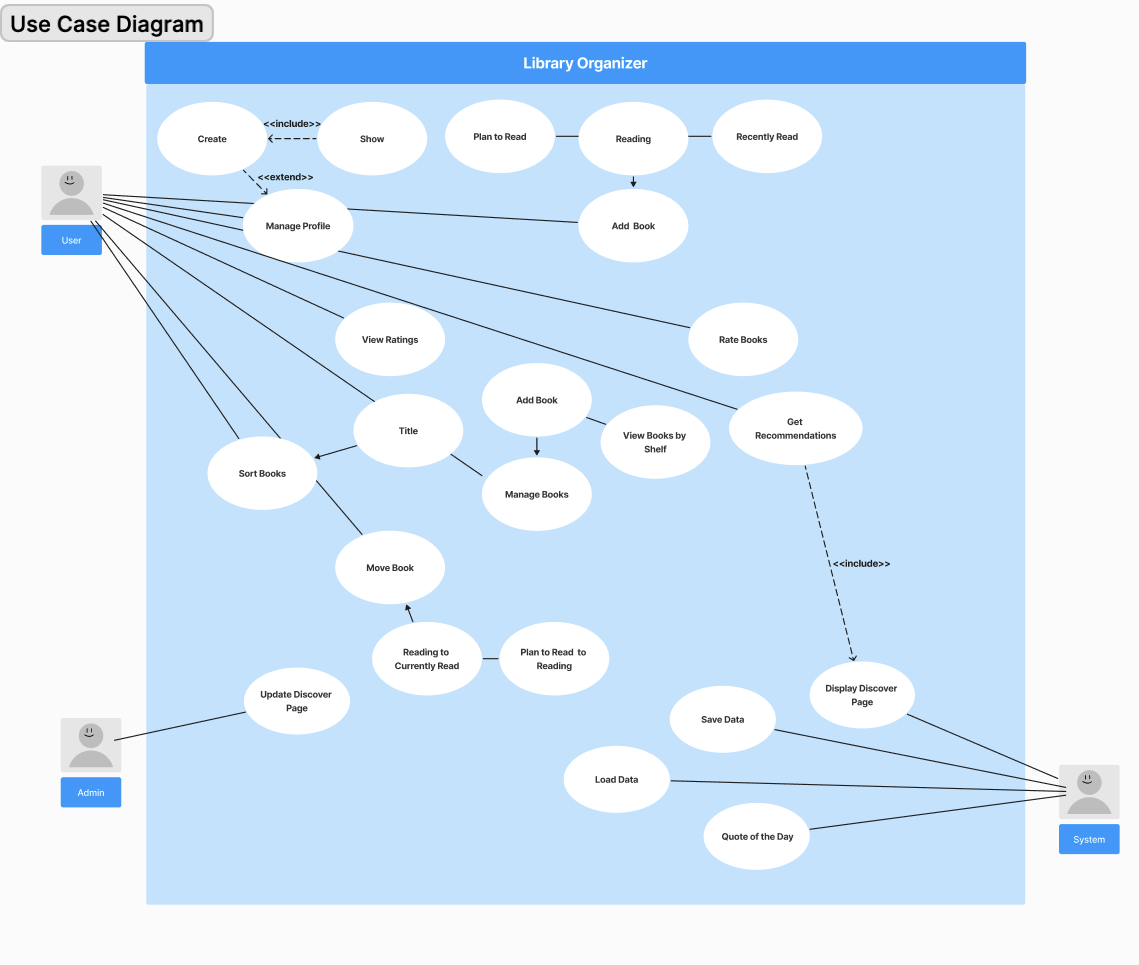 Use Case Diagram
Library Organizer
<<include>>
Create
Show
Plan to Read
Reading
Recently Read
<<extend>>
Manage Profile
Add Book
User
View Ratings
Rate Books
Add Book
Title
View Books by
Shelf
Get
Recommendations
Sort Books
Manage Books
Move Book
<<include>>
Reading to
Currently Read
Plan to Read to
Reading
Update Discover
Page
Display Discover
Page
Save Data
Load Data
Admin
Quote of the Day
System